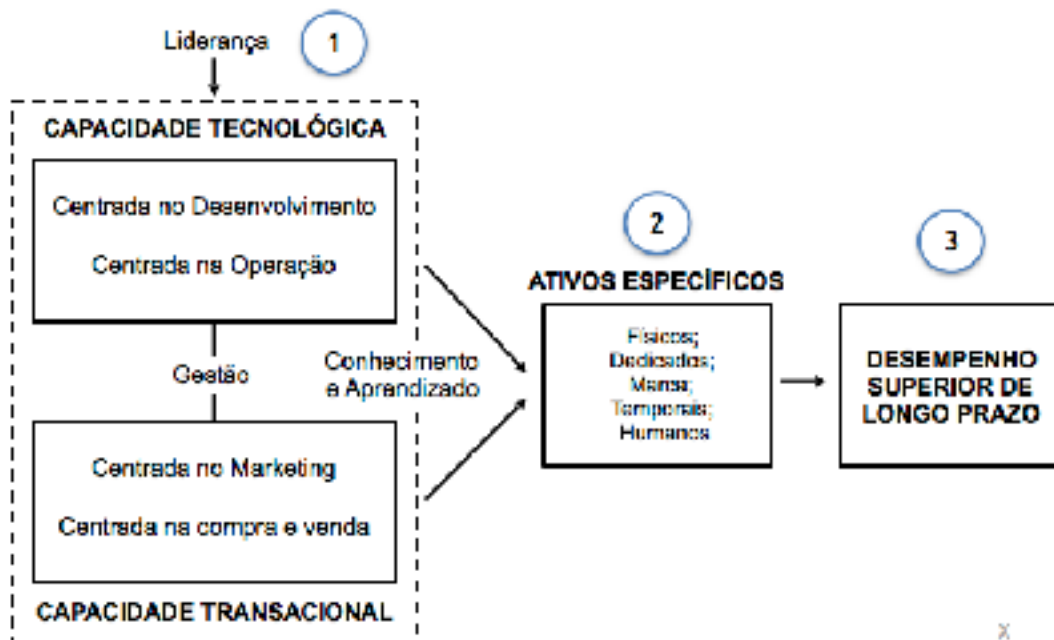 Liderança
1
CAPACIDADE TECNOLÓGICA
Centrada no Desenvolvimento
Centrada na Operação
Gestão
Conhecimento
e Aprendizado
Centrada no Marketing
Centrada na compra e venda
CAPACIDADE TRANSACIONAL
2
ATIVOS ESPECÍFICOS
Físicos;
Dedicados;
Marca;
Temporais;
Humanos
3
DESEMPENHO
SUPERIOR DE
LONGO PRAZO
X